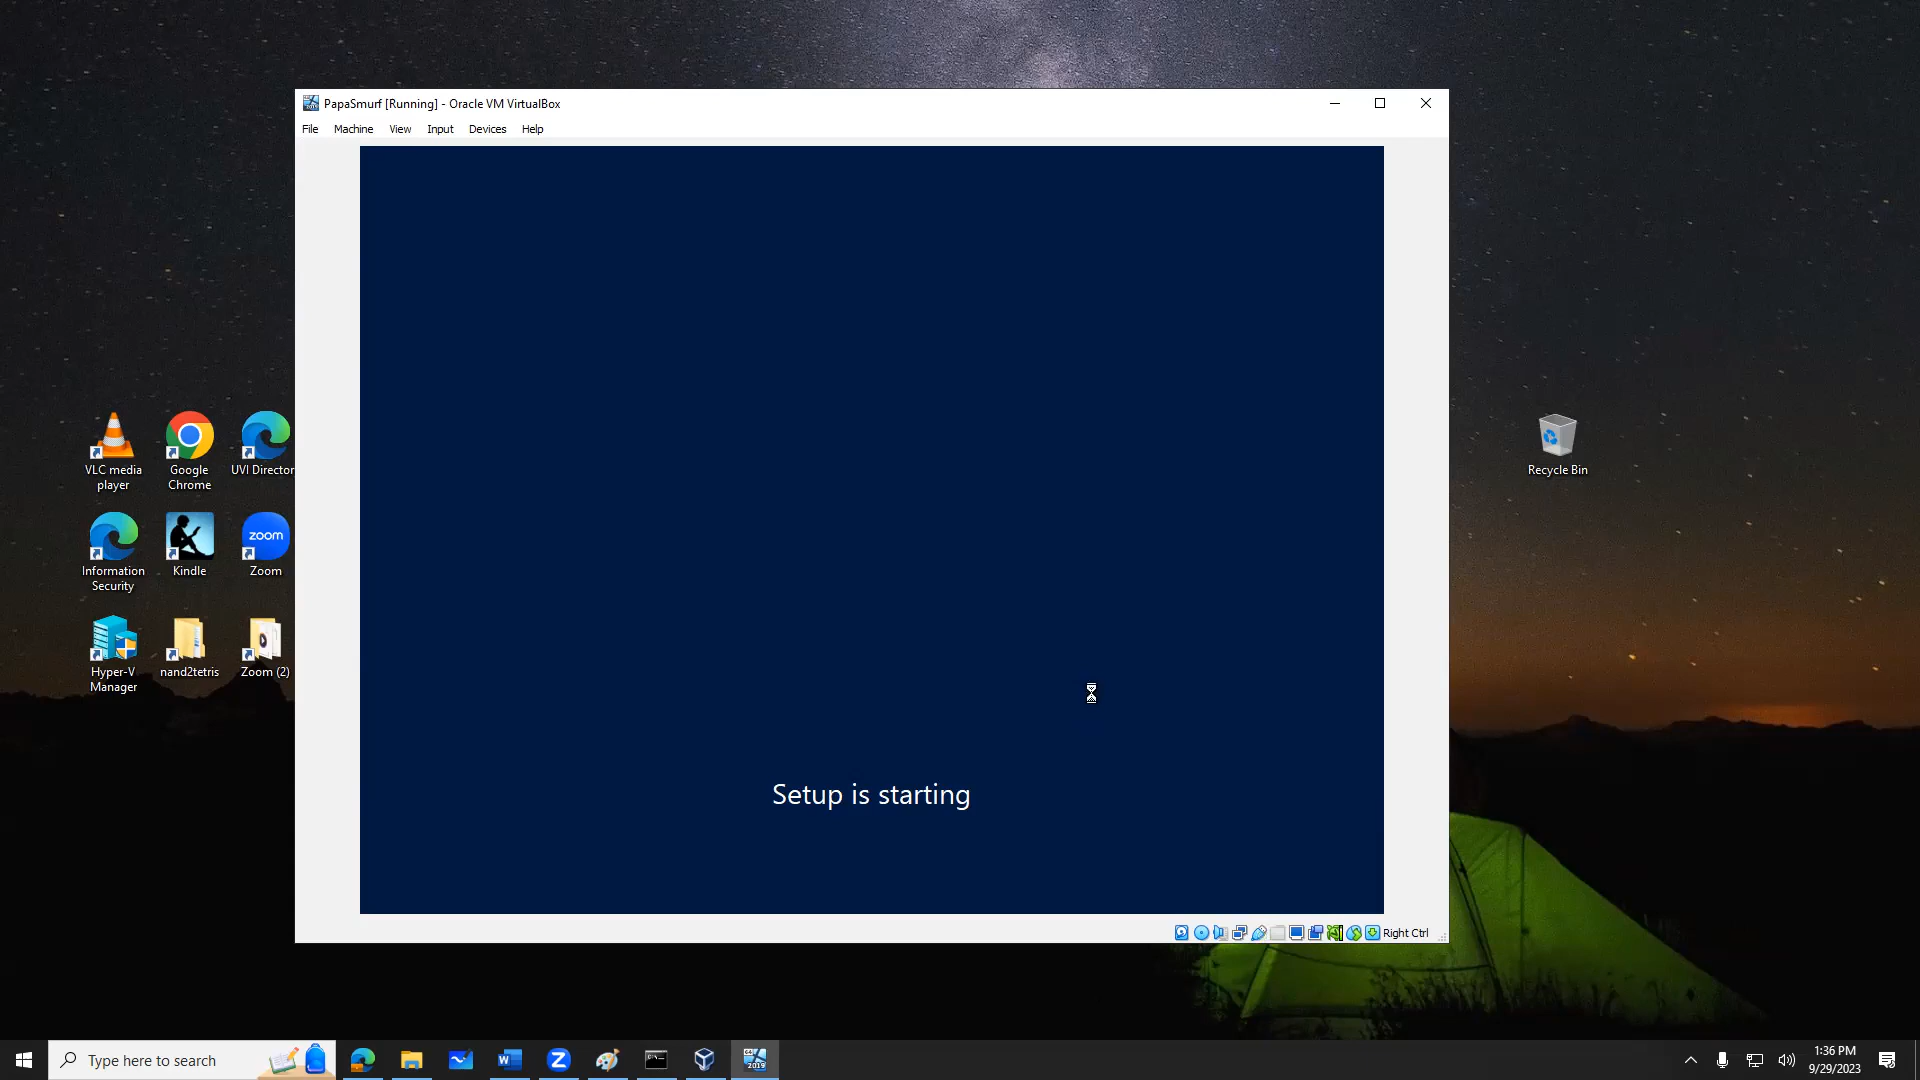 PapaSmurf [Running] - Oracle VM VirtualBox
File Machine View Input Devices Help
Setup is starting
Right Ctrl
VLC media
player
Google
Chrome
UVI Director
Information
Security
Kindle
zoom
Zoom
Hyper-V
Manager
nand2tetris
Zoom (2)
Recycle Bin
Type here to search
2019
1:36 PM
9/29/2023